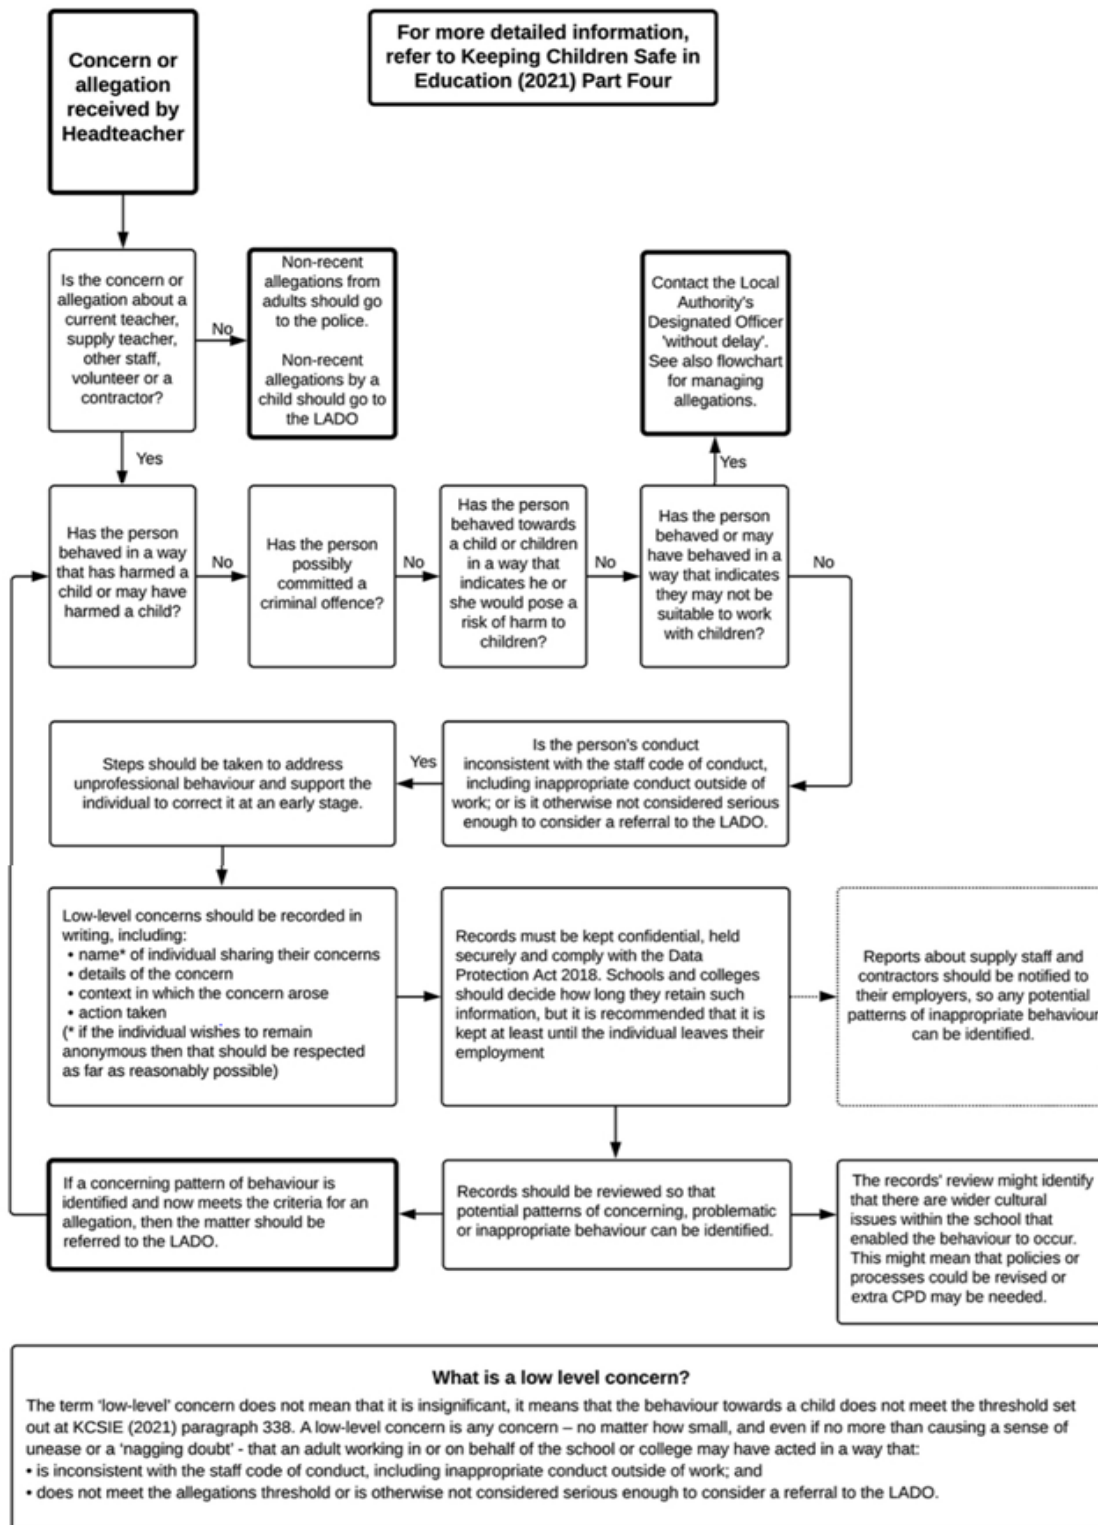 Concern or
allegation
received by
Headteacher
For more detailed information,
refer to Keeping Children Safe in
Education (2021) Part Four
Is the concern or
allegation about a
current teacher,
supply teacher,
other staff,
volunteer or a
contractor?
No
Non-recent
allegations from
adults should go
to the police.
Non-recent
allegations by a
child should go to
the LADO
Contact the Local
Authority's
Designated Officer
'without delay'.
See also flowchart
for managing
allegations.
Yes
Yes
Has the person
behaved in a way
that has harmed a
child or may have
harmed a child?
No
Has the person
possibly
committed a
criminal offence?
No
Has the person
behaved towards
a child or children
in a way that
indicates he or
she would pose a
risk of harm to
children?
No
Has the person
behaved or may
have behaved in a
way that indicates
they may not be
suitable to work
with children?
No
Steps should be taken to address
unprofessional behaviour and support the
individual to correct it at an early stage.
Yes
Is the person's conduct
inconsistent with the staff code of conduct,
including inappropriate conduct outside of
work; or is it otherwise not considered serious
enough to consider a referral to the LADO.
Low-level concerns should be recorded in
writing, including:
• name* of individual sharing their concerns
• details of the concern
• context in which the concern arose
• action taken
(* if the individual wishes to remain
anonymous then that should be respected
as far as reasonably possible)
Records must be kept confidential, held
securely and comply with the Data
Protection Act 2018. Schools and colleges
should decide how long they retain such
information, but it is recommended that it is
kept at least until the individual leaves their
employment
Reports about supply staff and
contractors should be notified to
their employers, so any potential
patterns of inappropriate behaviour
can be identified.
If a concerning pattern of behaviour is
identified and now meets the criteria for an
allegation, then the matter should be
referred to the LADO.
Records should be reviewed so that
potential patterns of concerning, problematic
or inappropriate behaviour can be identified.
The records' review might identify
that there are wider cultural
issues within the school that
enabled the behaviour to occur.
This might mean that policies or
processes could be revised or
extra CPD may be needed.
What is a low level concern?
The term 'low-level' concern does not mean that it is insignificant, it means that the behaviour towards a child does not meet the threshold set
out at KCSIE (2021) paragraph 338. A low-level concern is any concern – no matter how small, and even if no more than causing a sense of
unease or a 'nagging doubt' - that an adult working in or on behalf of the school or college may have acted in a way that:
• is inconsistent with the staff code of conduct, including inappropriate conduct outside of work; and
• does not meet the allegations threshold or is otherwise not considered serious enough to consider a referral to the LADO.